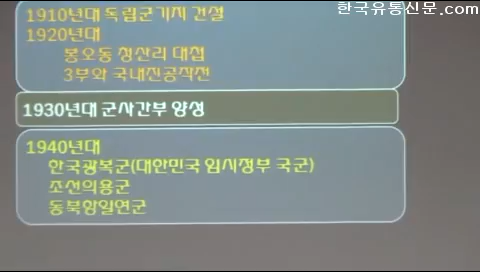 한국유통신문.com
1910년대 독립군기지 건설
1920년대
봉오동 청산리 대첩
3부와 국내진공작전
1930년대 군사간부 양성
1940년대
한국광복군(대한민국 임시정부 국군)
조선의용군
동북항일연군